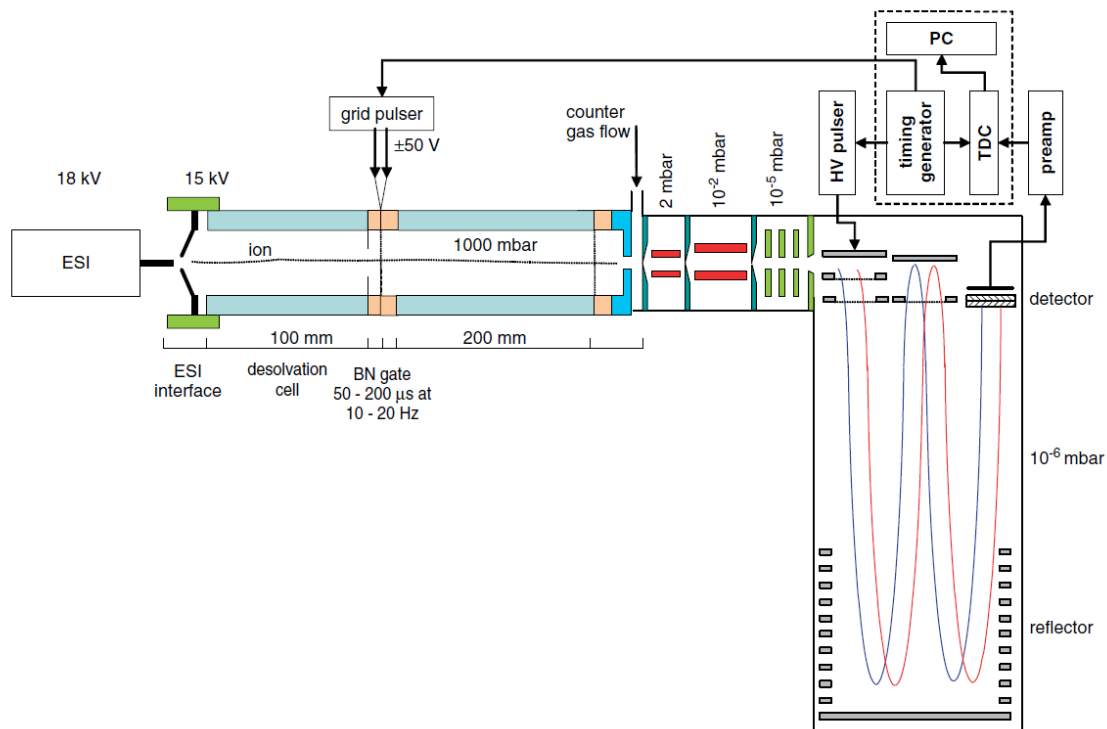 PC
grid pulser
±50 V
counter
gas flow
HV pulser
timing
generator
TDC
preamp
2 mbar
10⁻² mbar
10⁻⁵ mbar
18 kV
15 kV
ESI
ion
1000 mbar
detector
100 mm
200 mm
ESI
interface
desolvation
cell
BN gate
50 - 200 µs at
10 - 20 Hz
10⁻⁶ mbar
reflector